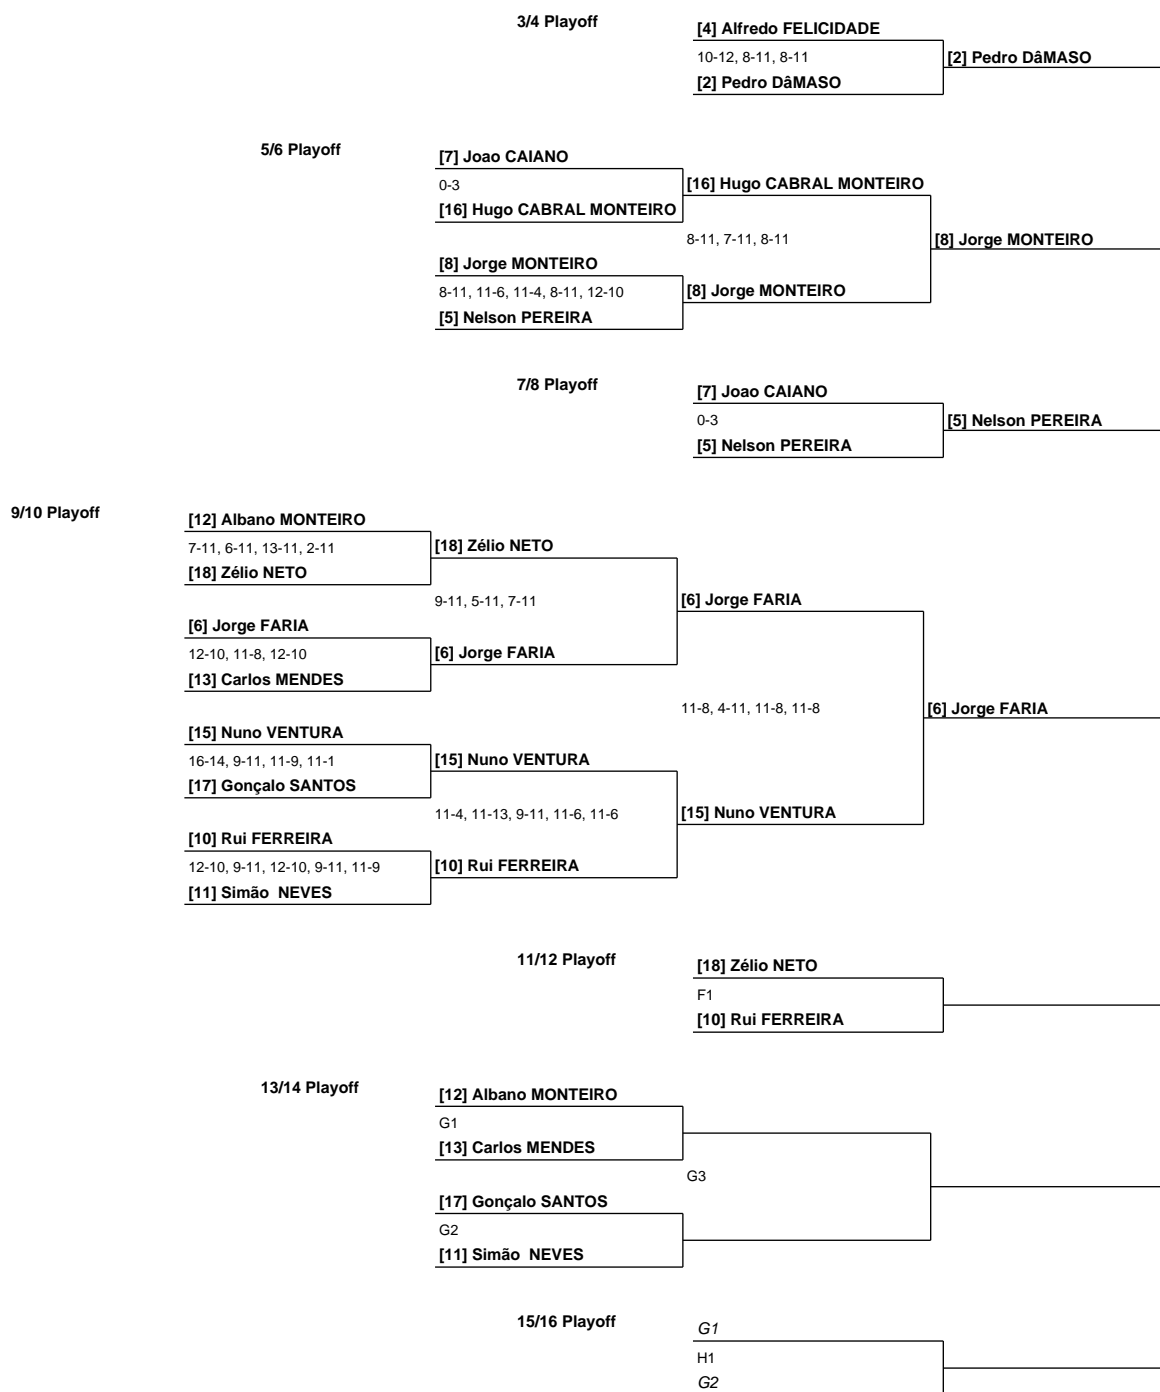 3/4 Playoff
[4] Alfredo FELICIDADE
10-12, 8-11, 8-11
[2] Pedro DâMASO
[2] Pedro DâMASO
5/6 Playoff
[7] Joao CAIANO
0-3
[16] Hugo CABRAL MONTEIRO
[16] Hugo CABRAL MONTEIRO
8-11, 7-11, 8-11
[8] Jorge MONTEIRO
[8] Jorge MONTEIRO
8-11, 11-6, 11-4, 8-11, 12-10
[8] Jorge MONTEIRO
[5] Nelson PEREIRA
7/8 Playoff
[7] Joao CAIANO
0-3
[5] Nelson PEREIRA
[5] Nelson PEREIRA
9/10 Playoff
[12] Albano MONTEIRO
7-11, 6-11, 13-11, 2-11
[18] Zélio NETO
[18] Zélio NETO
9-11, 5-11, 7-11
[6] Jorge FARIA
[6] Jorge FARIA
12-10, 11-8, 12-10
[6] Jorge FARIA
[13] Carlos MENDES
11-8, 4-11, 11-8, 11-8
[6] Jorge FARIA
[15] Nuno VENTURA
16-14, 9-11, 11-9, 11-1
[15] Nuno VENTURA
[17] Gonçalo SANTOS
11-4, 11-13, 9-11, 11-6, 11-6
[15] Nuno VENTURA
[10] Rui FERREIRA
12-10, 9-11, 12-10, 9-11, 11-9
[10] Rui FERREIRA
[11] Simão  NEVES
11/12 Playoff
[18] Zélio NETO
F1
[10] Rui FERREIRA
13/14 Playoff
[12] Albano MONTEIRO
G1
[13] Carlos MENDES
G3
[17] Gonçalo SANTOS
G2
[11] Simão  NEVES
15/16 Playoff
G1
H1
G2